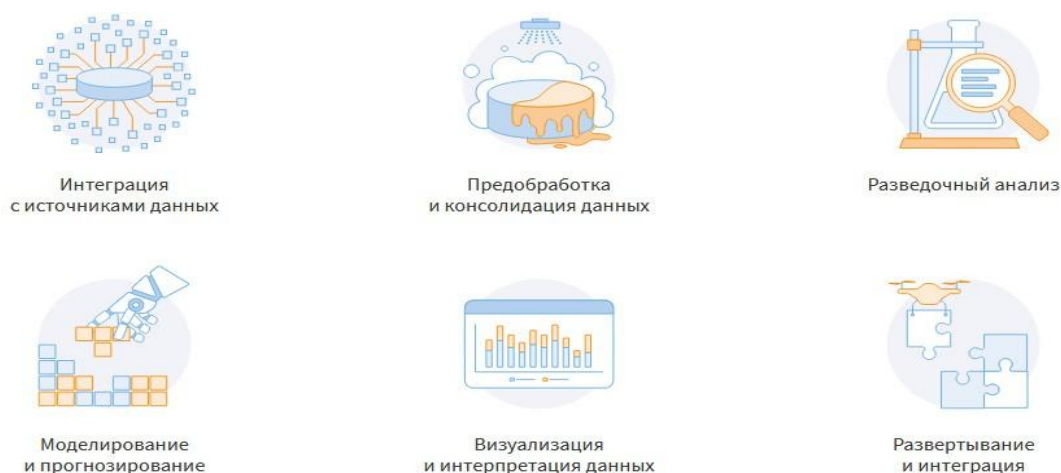 Интеграция
с источниками данных
Предобработка
и консолидация данных
Разведочный анализ
Моделирование
и прогнозирование
Визуализация
и интерпретация данных
Развертывание
и интеграция